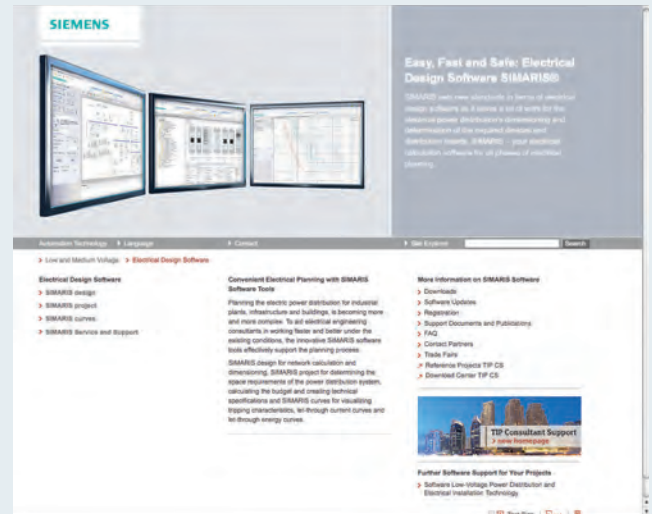 SIEMENS
Easy, Fast and Safe: Electrical
Design Software SIMARIS®
Automation Technology
Language
Contact
Site Explorer
Search
Low and Medium Voltage
Electrical Design Software
Electrical Design Software
SIMARIS design
SIMARIS project
SIMARIS curves
SIMARIS Service and Support
Convenient Electrical Planning with SIMARIS
Software Tools
Planning the electric power distribution for industrial
plants, infrastructure and buildings, is becoming more
and more complex. To aid electrical engineering
consultants in working faster and better under the
existing conditions, the innovative SIMARIS software
tools effectively support the planning process.
SIMARIS design for network calculation and
dimensioning, SIMARIS project for determining the
space requirements of the power distribution system,
calculating the budget and creating technical
specifications and SIMARIS curves for visualizing
tripping characteristics, let-through current curves and
let-through energy curves.
More Information on SIMARIS Software
Downloads
Software Updates
Registration
Support Documents and Publications
FAQ
Contact Partners
Trade Fairs
Reference Projects TIP CS
Download Center TIP CS
TIP Consultant Support
new homepage
Further Software Support for Your Projects
Software Low-Voltage Power Distribution and
Electrical Installation Technology